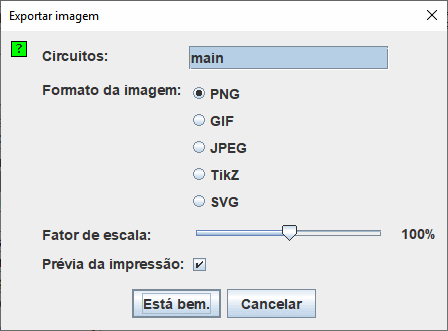 Exportar imagem
?
Circuitos:
main
Formato da imagem:
PNG
GIF
JPEG
TikZ
SVG
Fator de escala:
100%
Prévia da impressão:
Está bem.
Cancelar